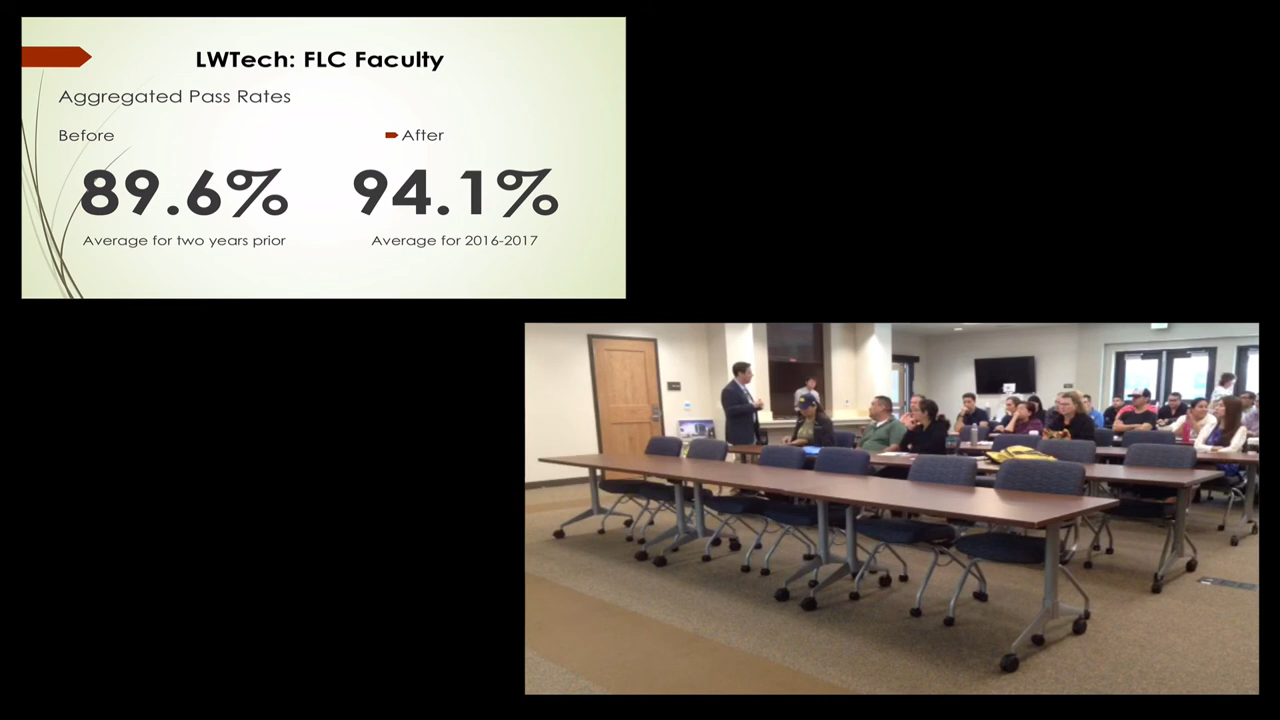 LWTech: FLC Faculty
Aggregated Pass Rates
Before
After
89.6%
94.1%
Average for two years prior
Average for 2016-2017